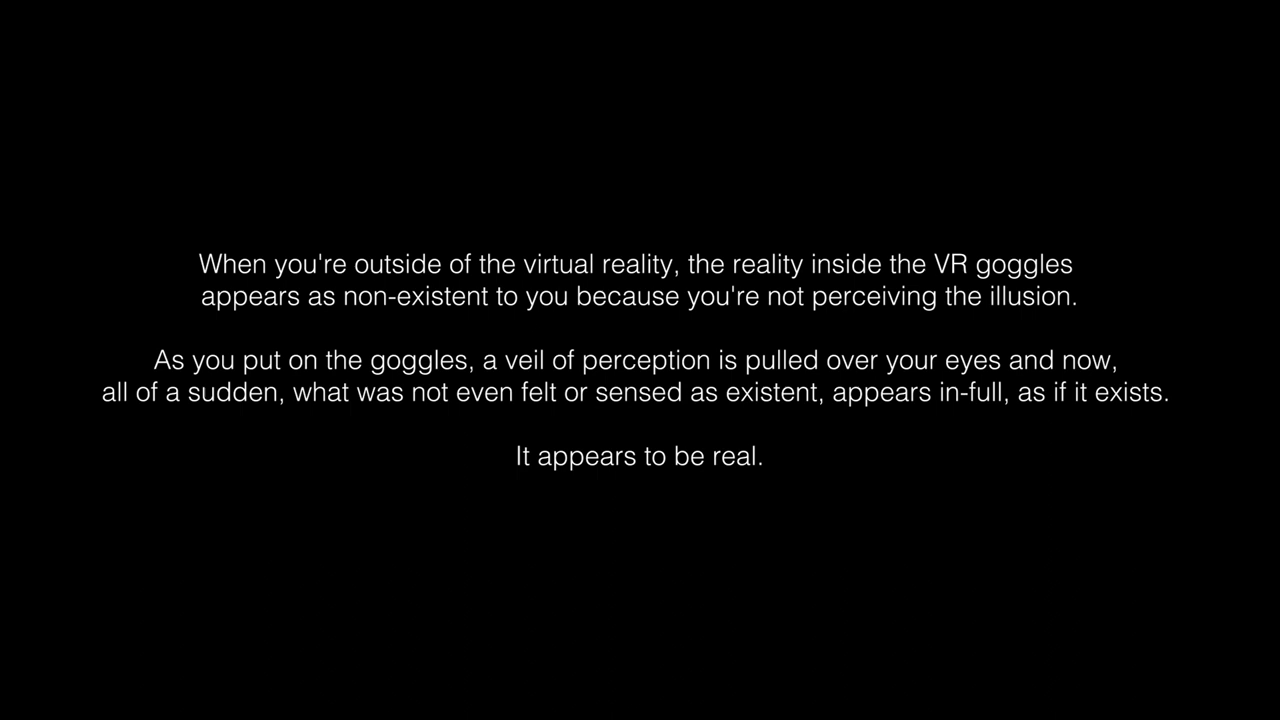 When you're outside of the virtual reality, the reality inside the VR goggles
appears as non-existent to you because you're not perceiving the illusion.
As you put on the goggles, a veil of perception is pulled over your eyes and now,
all of a sudden, what was not even felt or sensed as existent, appears in-full, as if it exists.
It appears to be real.